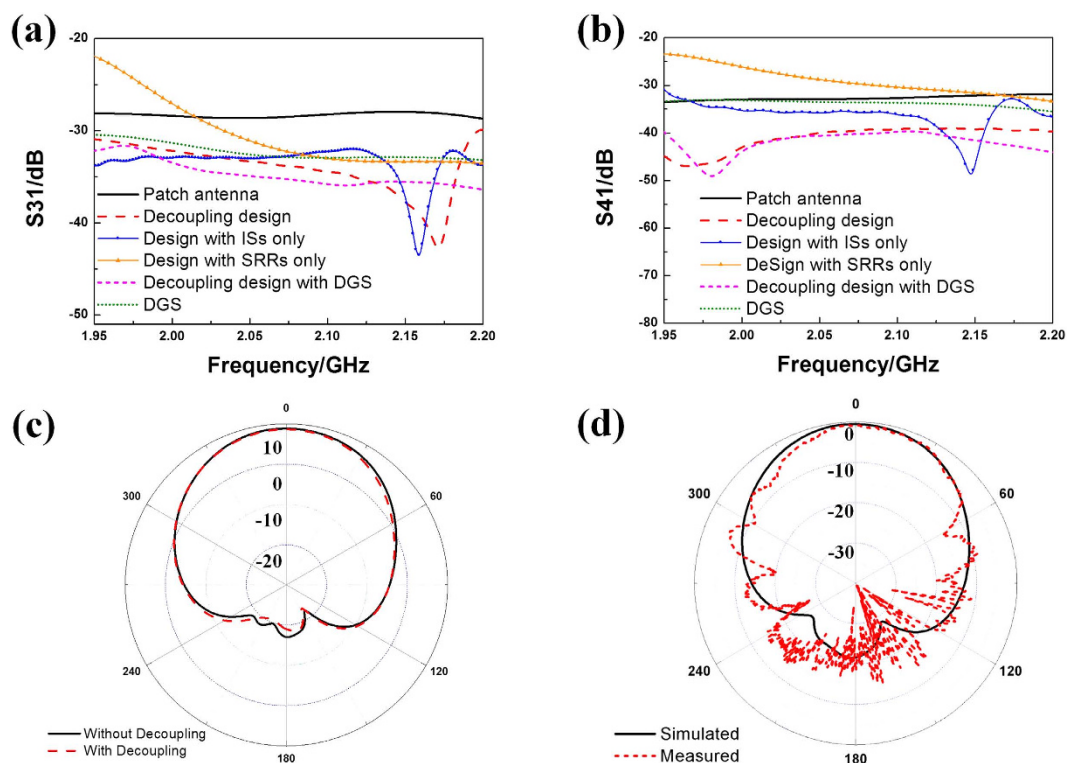 (a)
-20
-30
-40
-50
S31/dB
Patch antenna
Decoupling design
Design with ISs only
Design with SRRs only
Decoupling design with DGS
DGS
1.95 2.00 2.05 2.10 2.15 2.20
Frequency/GHz
(b)
-20
-30
-40
-50
-60
-70
-80
S41/dB
Patch antenna
Decoupling design
Design with ISs only
DeSign with SRRs only
Decoupling design with DGS
DGS
1.95 2.00 2.05 2.10 2.15 2.20
Frequency/GHz
(c)
0
10
0
-10
-20
300
60
240
120
180
Without Decoupling
With Decoupling
(d)
0
0
-10
-20
-30
300
60
240
120
180
Simulated
Measured